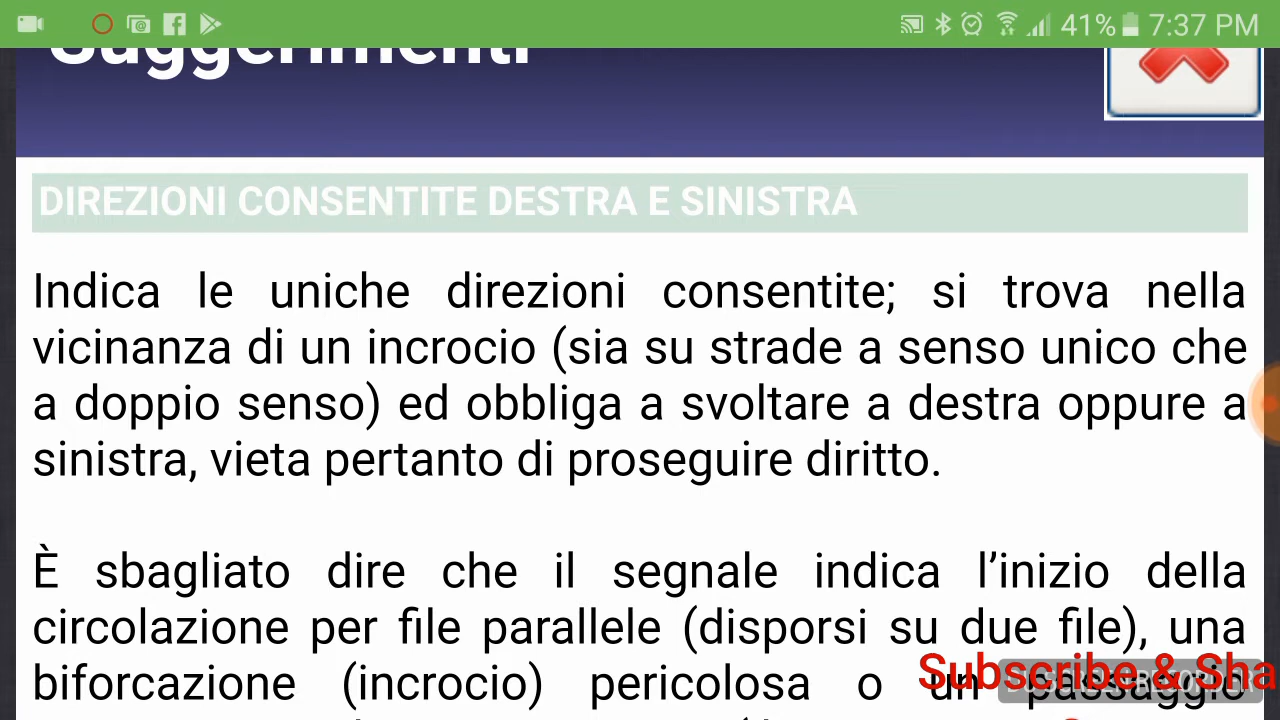 41% 7:37 PM
Suggerimenti
DIREZIONI CONSENTITE DESTRA E SINISTRA
Indica le uniche direzioni consentite; si trova nella
vicinanza di un incrocio (sia su strade a senso unico che
a doppio senso) ed obbliga a svoltare a destra oppure a
sinistra, vieta pertanto di proseguire diritto.
È sbagliato dire che il segnale indica l’inizio della
circolazione per file parallele (disporsi su due file), una
biforcazione (incrocio) pericolosa o un passaggio
Subscribe & Sha